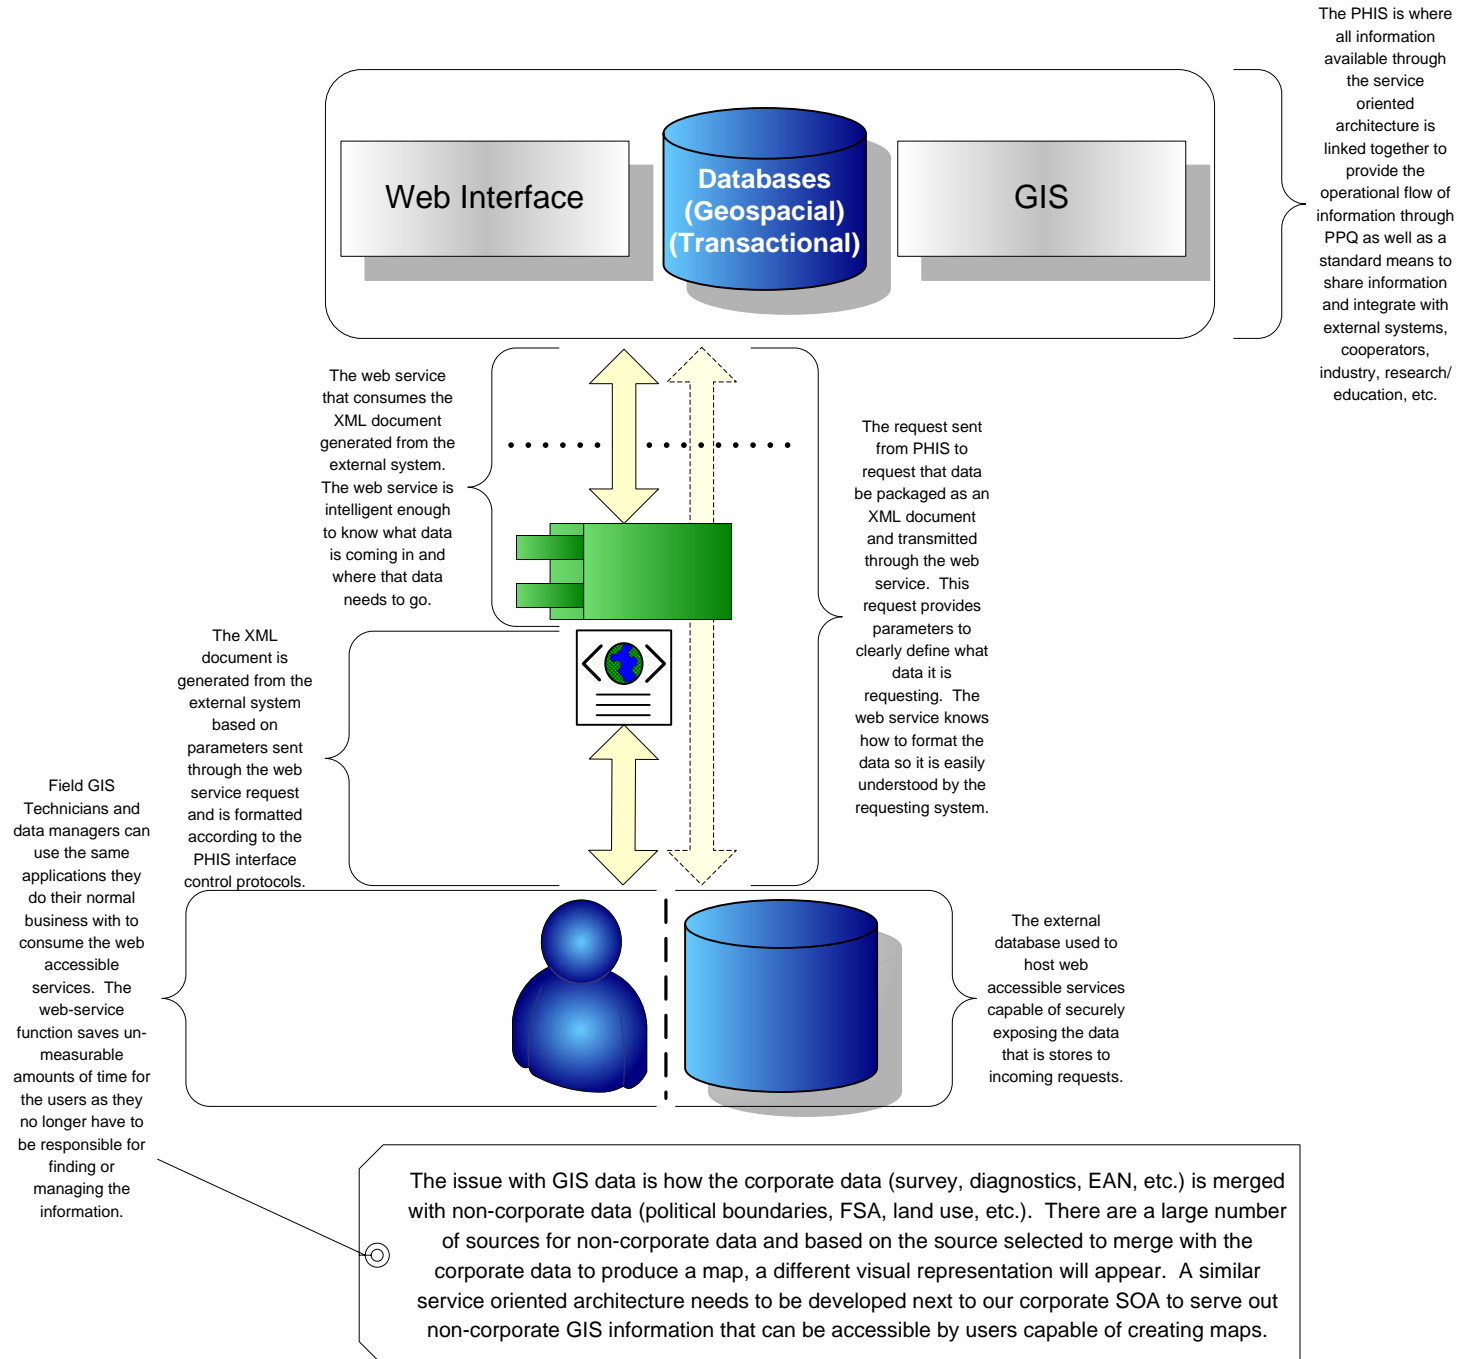 The PHIS is where
all information
available through
the service
oriented
architecture is
linked together to
provide the
operational flow of
information through
PPQ as well as a
standard means to
share information
and integrate with
external systems,
cooperators,
industry, research/
education, etc.
Web Interface
Databases
(Geospacial)
(Transactional)
GIS
The web service
that consumes the
XML document
generated from the
external system.
The web service is
intelligent enough
to know what data
is coming in and
where that data
needs to go.
The request sent
from PHIS to
request that data
be packaged as an
XML document
and transmitted
through the web
service.  This
request provides
parameters to
clearly define what
data it is
requesting.  The
web service knows
how to format the
data so it is easily
understood by the
requesting system.
The XML
document is
generated from the
external system
based on
parameters sent
through the web
service request
and is formatted
according to the
PHIS interface
control protocols.
Field GIS
Technicians and
data managers can
use the same
applications they
do their normal
business with to
consume the web
accessible
services.  The
web-service
function saves un-
measurable
amounts of time for
the users as they
no longer have to
be responsible for
finding or
managing the
information.
The external
database used to
host web
accessible services
capable of securely
exposing the data
that is stores to
incoming requests.
The issue with GIS data is how the corporate data (survey, diagnostics, EAN, etc.) is merged
with non-corporate data (political boundaries, FSA, land use, etc.).  There are a large number
of sources for non-corporate data and based on the source selected to merge with the
corporate data to produce a map, a different visual representation will appear.  A similar
service oriented architecture needs to be developed next to our corporate SOA to serve out
non-corporate GIS information that can be accessible by users capable of creating maps.